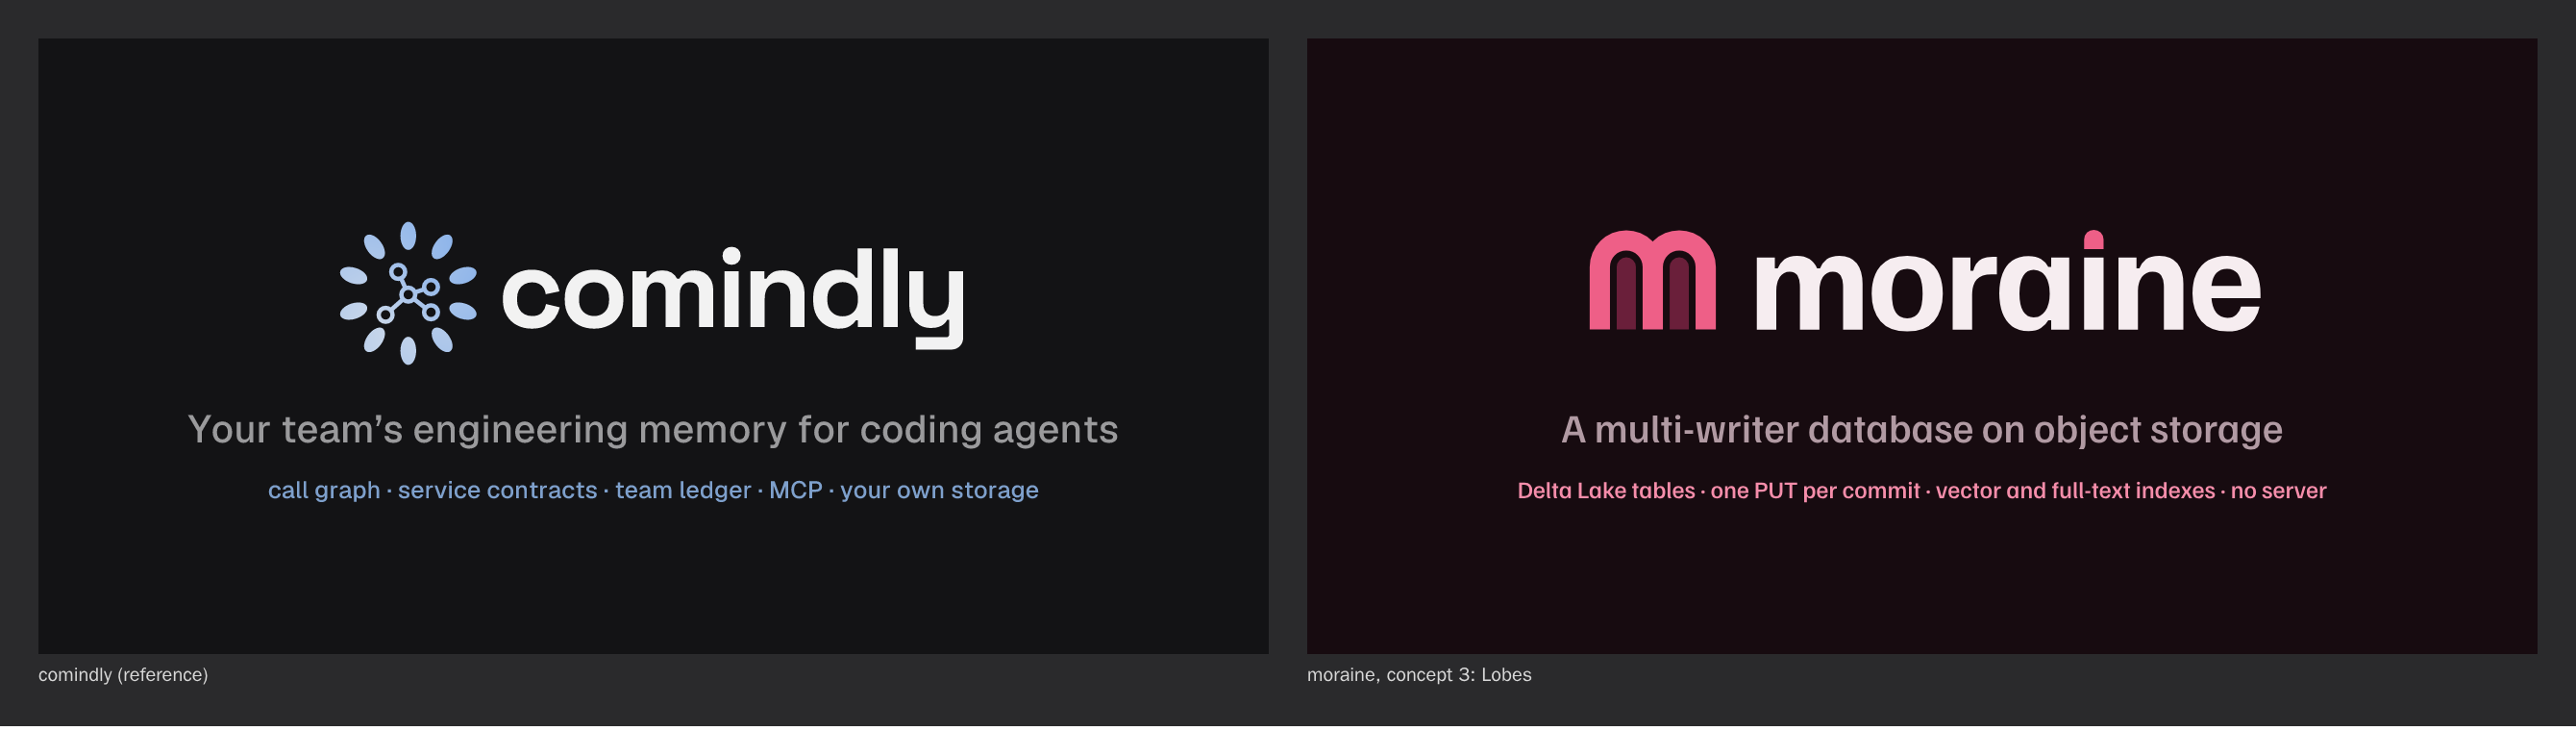 comindly
Your team’s engineering memory for coding agents
call graph · service contracts · team ledger · MCP · your own storage
comindly (reference)
moraine
A multi-writer database on object storage
Delta Lake tables · one PUT per commit · vector and full-text indexes · no server
moraine, concept 3: Lobes